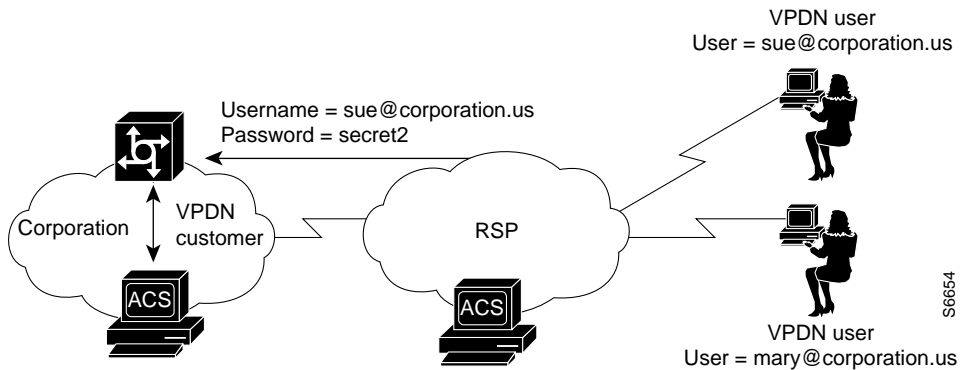 VPDN user
User = sue@corporation.us
Username = sue@corporation.us
Password = secret2
Corporation
VPDN
customer
RSP
ACS
ACS
S6654
VPDN user
User = mary@corporation.us